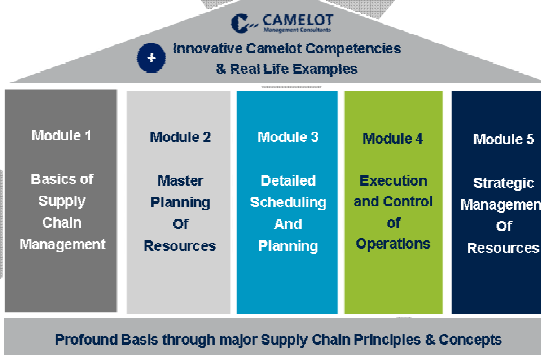 CAMELOT
Management Consultants
+
Innovative Camelot Competencies
& Real Life Examples
Module 1
Basics of
Supply
Chain
Management
Module 2
Master
Planning
Of
Resources
Module 3
Detailed
Scheduling
And
Planning
Module 4
Execution
and Control
of
Operations
Module 5
Strategic
Managemen
Of
Resources
Profound Basis through major Supply Chain Principles & Concepts